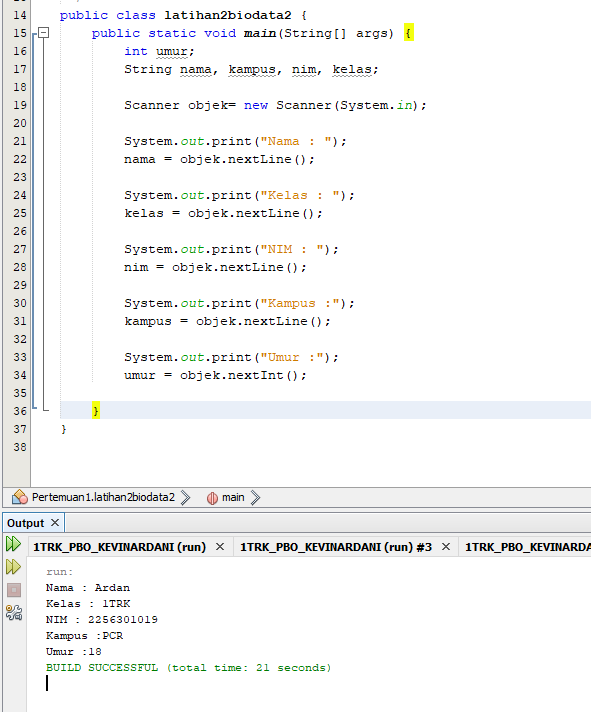 14 public class latihan2biodata2 {
15 public static void main(String[] args) {
16 int umur;
17 String nama, kampus, nim, kelas;
18
19 Scanner objek= new Scanner(System.in);
20
21 System.out.print("Nama : ");
22 nama = objek.nextLine();
23
24 System.out.print("Kelas : ");
25 kelas = objek.nextLine();
26
27 System.out.print("NIM : ");
28 nim = objek.nextLine();
29
30 System.out.print("Kampus :");
31 kampus = objek.nextLine();
32
33 System.out.print("Umur :");
34 umur = objek.nextInt();
35
36 }
37 }
38
Pertemuan1.latihan2biodata2 main
Output
1TRK_PBO_KEVINARDANI (run) 1TRK_PBO_KEVINARDANI (run) #3 1TRK_PBO_KEVINARDA
run:
Nama : Ardan
Kelas : 1TRK
NIM : 2256301019
Kampus :PCR
Umur :18
BUILD SUCCESSFUL (total time: 21 seconds)